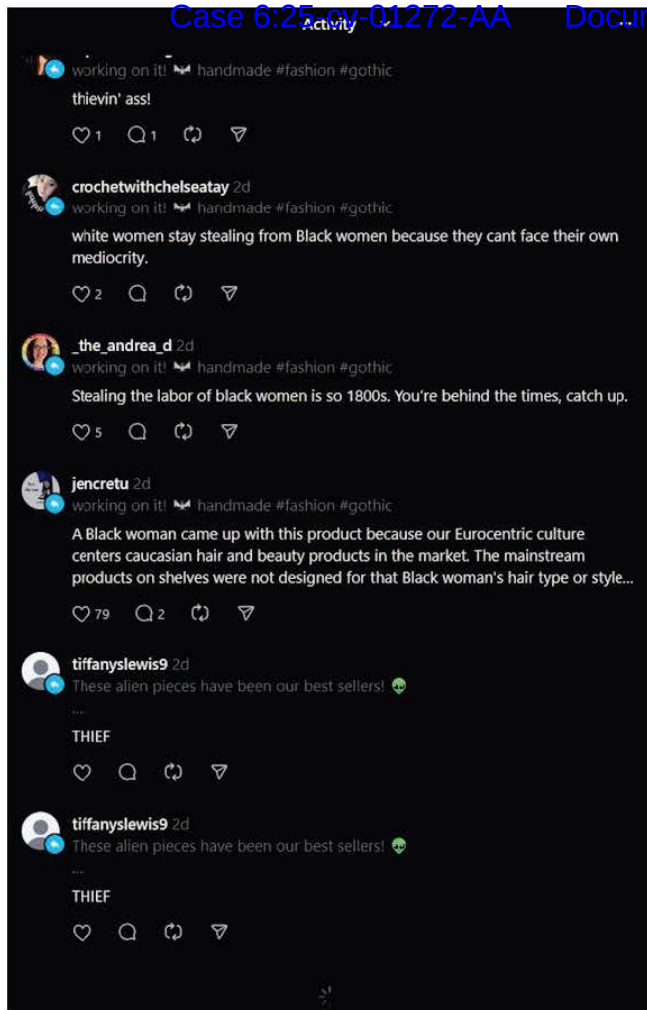 Case 6:25-cv-01272-AA Docu
Activity
working on it! handmade #fashion #gothic
thievin' ass!
1 1
crochetwithchelseatay 2d
working on it! handmade #fashion #gothic
white women stay stealing from Black women because they cant face their own
mediocrity.
2
_the_andrea_d 2d
working on it! handmade #fashion #gothic
Stealing the labor of black women is so 1800s. You're behind the times, catch up.
5
jencretu 2d
working on it! handmade #fashion #gothic
A Black woman came up with this product because our Eurocentric culture
centers caucasian hair and beauty products in the market. The mainstream
products on shelves were not designed for that Black woman's hair type or style...
79 2
tiffanyslewis9 2d
These alien pieces have been our best sellers! 👽
...
THIEF
tiffanyslewis9 2d
These alien pieces have been our best sellers! 👽
...
THIEF